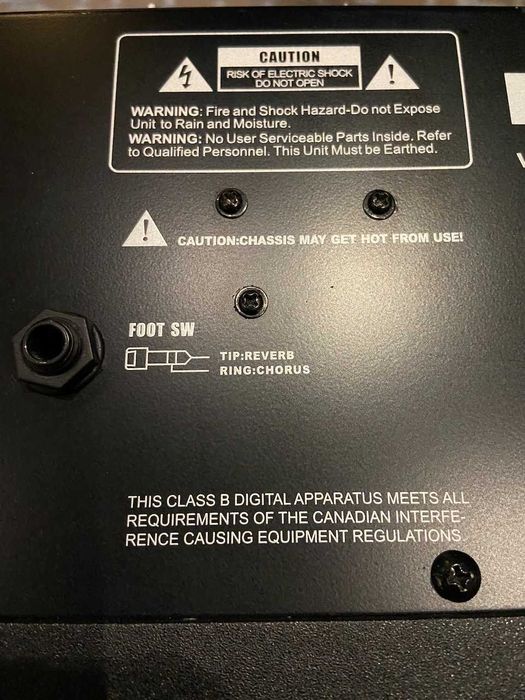 CAUTION
RISK OF ELECTRIC SHOCK
DO NOT OPEN
WARNING: Fire and Shock Hazard-Do not Expose
Unit to Rain and Moisture.
WARNING: No User Serviceable Parts Inside. Refer
to Qualified Personnel. This Unit Must be Earthed.
CAUTION:CHASSIS MAY GET HOT FROM USE!
FOOT SW
TIP:REVERB
RING:CHORUS
THIS CLASS B DIGITAL APPARATUS MEETS ALL
REQUIREMENTS OF THE CANADIAN INTERFE-
RENCE CAUSING EQUIPMENT REGULATIONS.